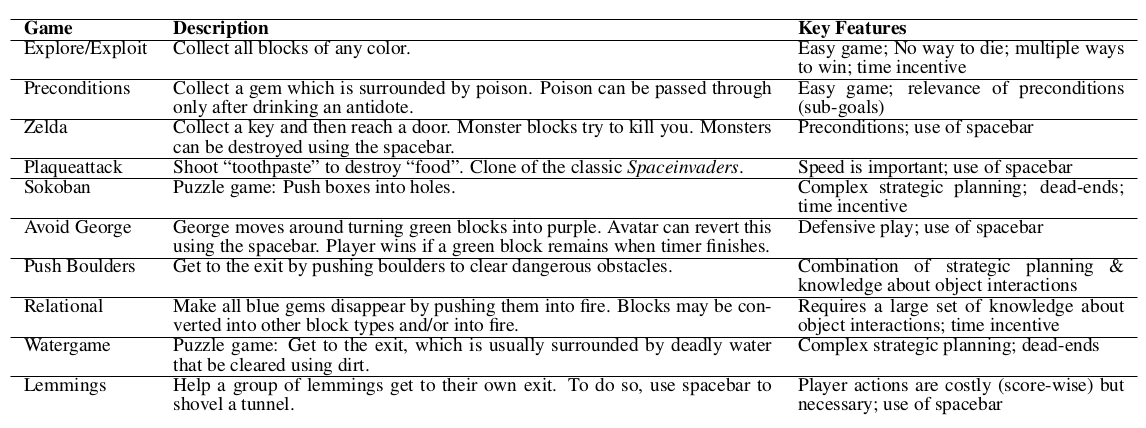 Game Description Key Features
Explore/Exploit Collect all blocks of any color. Easy game; No way to die; multiple ways
to win; time incentive
Preconditions Collect a gem which is surrounded by poison. Poison can be passed through Easy game; relevance of preconditions
only after drinking an antidote. (sub-goals)
Zelda Collect a key and then reach a door. Monster blocks try to kill you. Monsters Preconditions; use of spacebar
can be destroyed using the spacebar.
Plaqueattack Shoot “toothpaste” to destroy “food”. Clone of the classic Spaceinvaders. Speed is important; use of spacebar
Sokoban Puzzle game: Push boxes into holes. Complex strategic planning; dead-ends;
time incentive
Avoid George George moves around turning green blocks into purple. Avatar can revert this Defensive play; use of spacebar
using the spacebar. Player wins if a green block remains when timer finishes.
Push Boulders Get to the exit by pushing boulders to clear dangerous obstacles. Combination of strategic planning &
knowledge about object interactions
Relational Make all blue gems disappear by pushing them into fire. Blocks may be con- Requires a large set of knowledge about
verted into other block types and/or into fire. object interactions; time incentive
Watergame Puzzle game: Get to the exit, which is usually surrounded by deadly water Complex strategic planning; dead-ends
that be cleared using dirt.
Lemmings Help a group of lemmings get to their own exit. To do so, use spacebar to Player actions are costly (score-wise) but
shovel a tunnel. necessary; use of spacebar